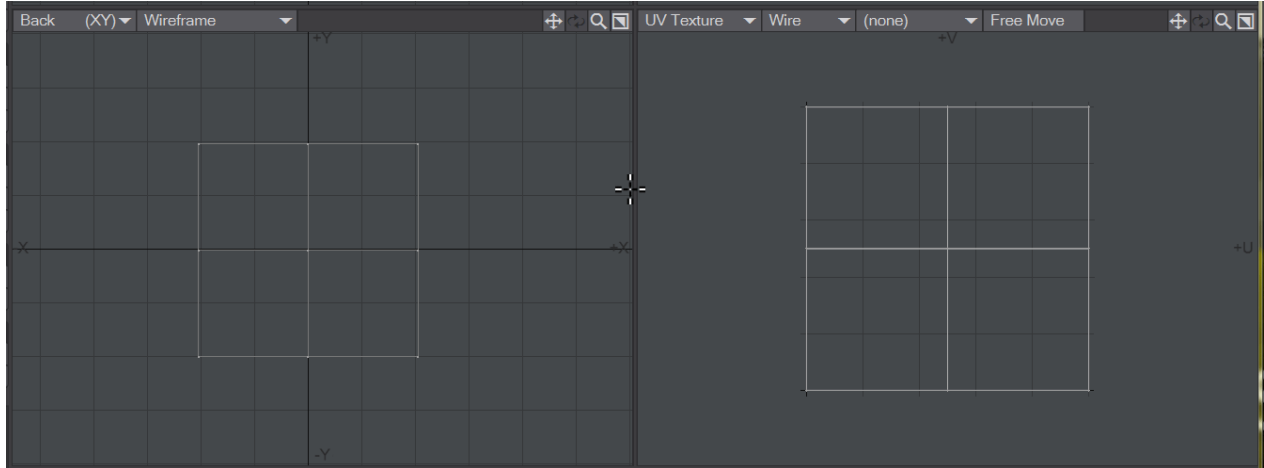 Back (XY) Wireframe
+Y
-X +X
-Y
UV Texture Wire (none) Free Move
+V
+U